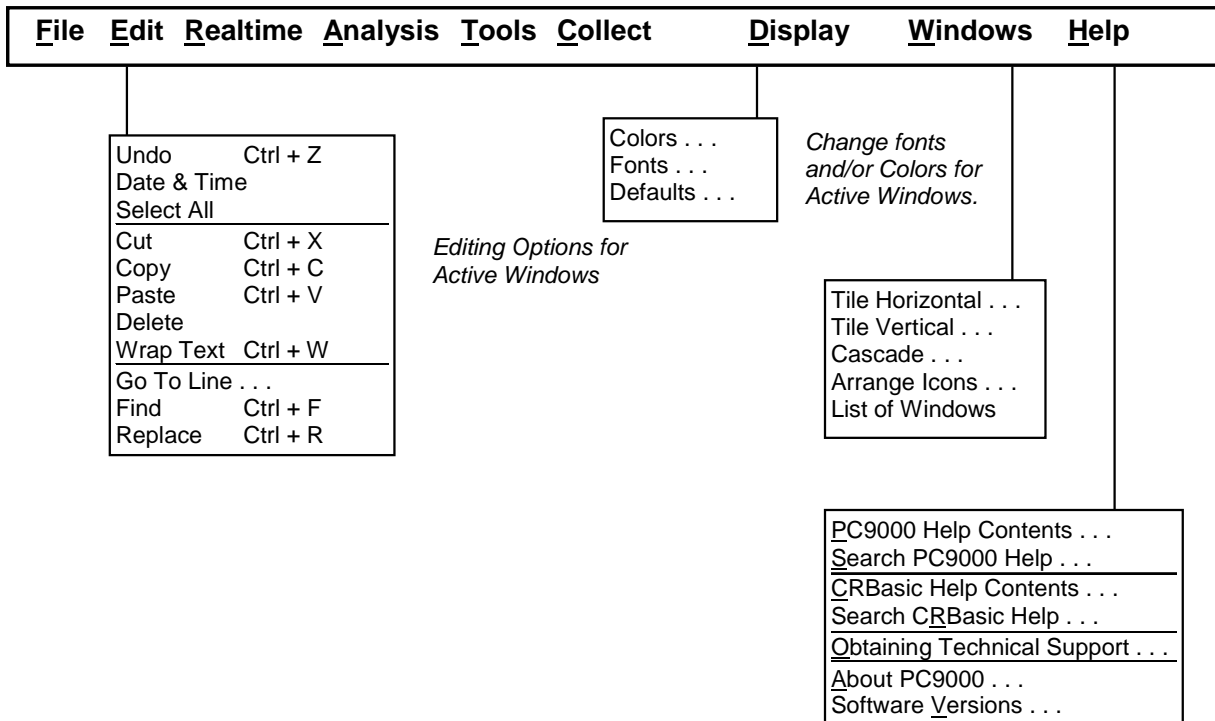 File Edit Realtime Analysis Tools Collect Display Windows Help
Undo Ctrl + Z
Date & Time
Select All
Cut Ctrl + X
Copy Ctrl + C
Paste Ctrl + V
Delete
Wrap Text Ctrl + W
Go To Line . . .
Find Ctrl + F
Replace Ctrl + R
Editing Options for
Active Windows
Colors . . .
Fonts . . .
Defaults . . .
Change fonts
and/or Colors for
Active Windows.
Tile Horizontal . . .
Tile Vertical . . .
Cascade . . .
Arrange Icons . . .
List of Windows
PC9000 Help Contents . . .
Search PC9000 Help . . .
CRBasic Help Contents . . .
Search CRBasic Help . . .
Obtaining Technical Support . . .
About PC9000 . . .
Software Versions . . .